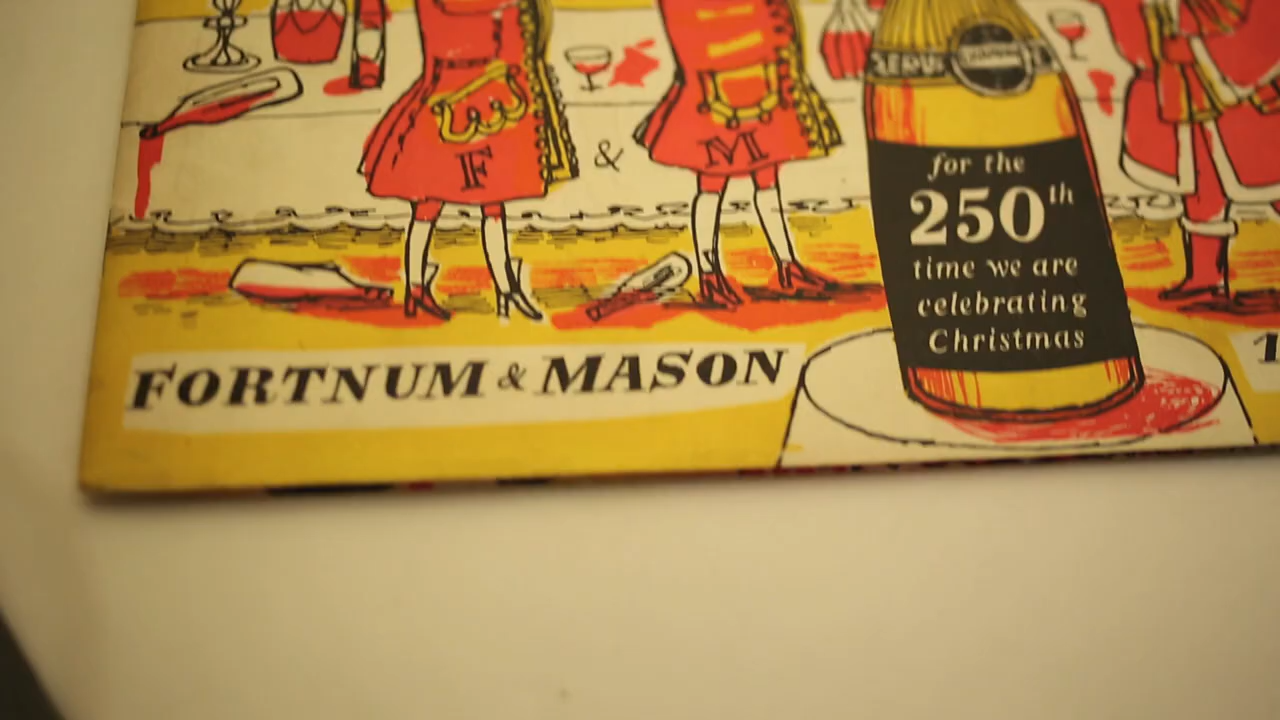 F & M
for the
250th
time we are
celebrating
Christmas
FORTNUM & MASON